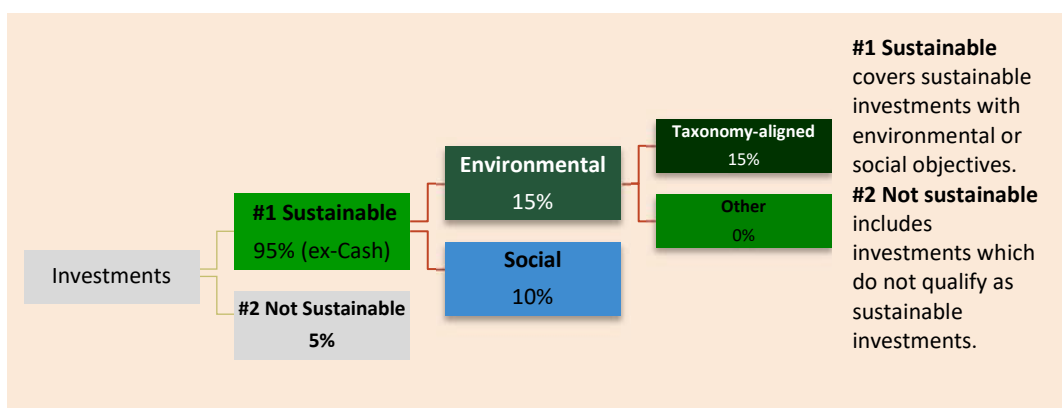 Investments
#1 Sustainable
95% (ex-Cash)
#2 Not Sustainable
5%
Environmental
15%
Social
10%
Taxonomy-aligned
15%
Other
0%
#1 Sustainable
covers sustainable
investments with
environmental or
social objectives.
#2 Not sustainable
includes
investments which
do not qualify as
sustainable
investments.